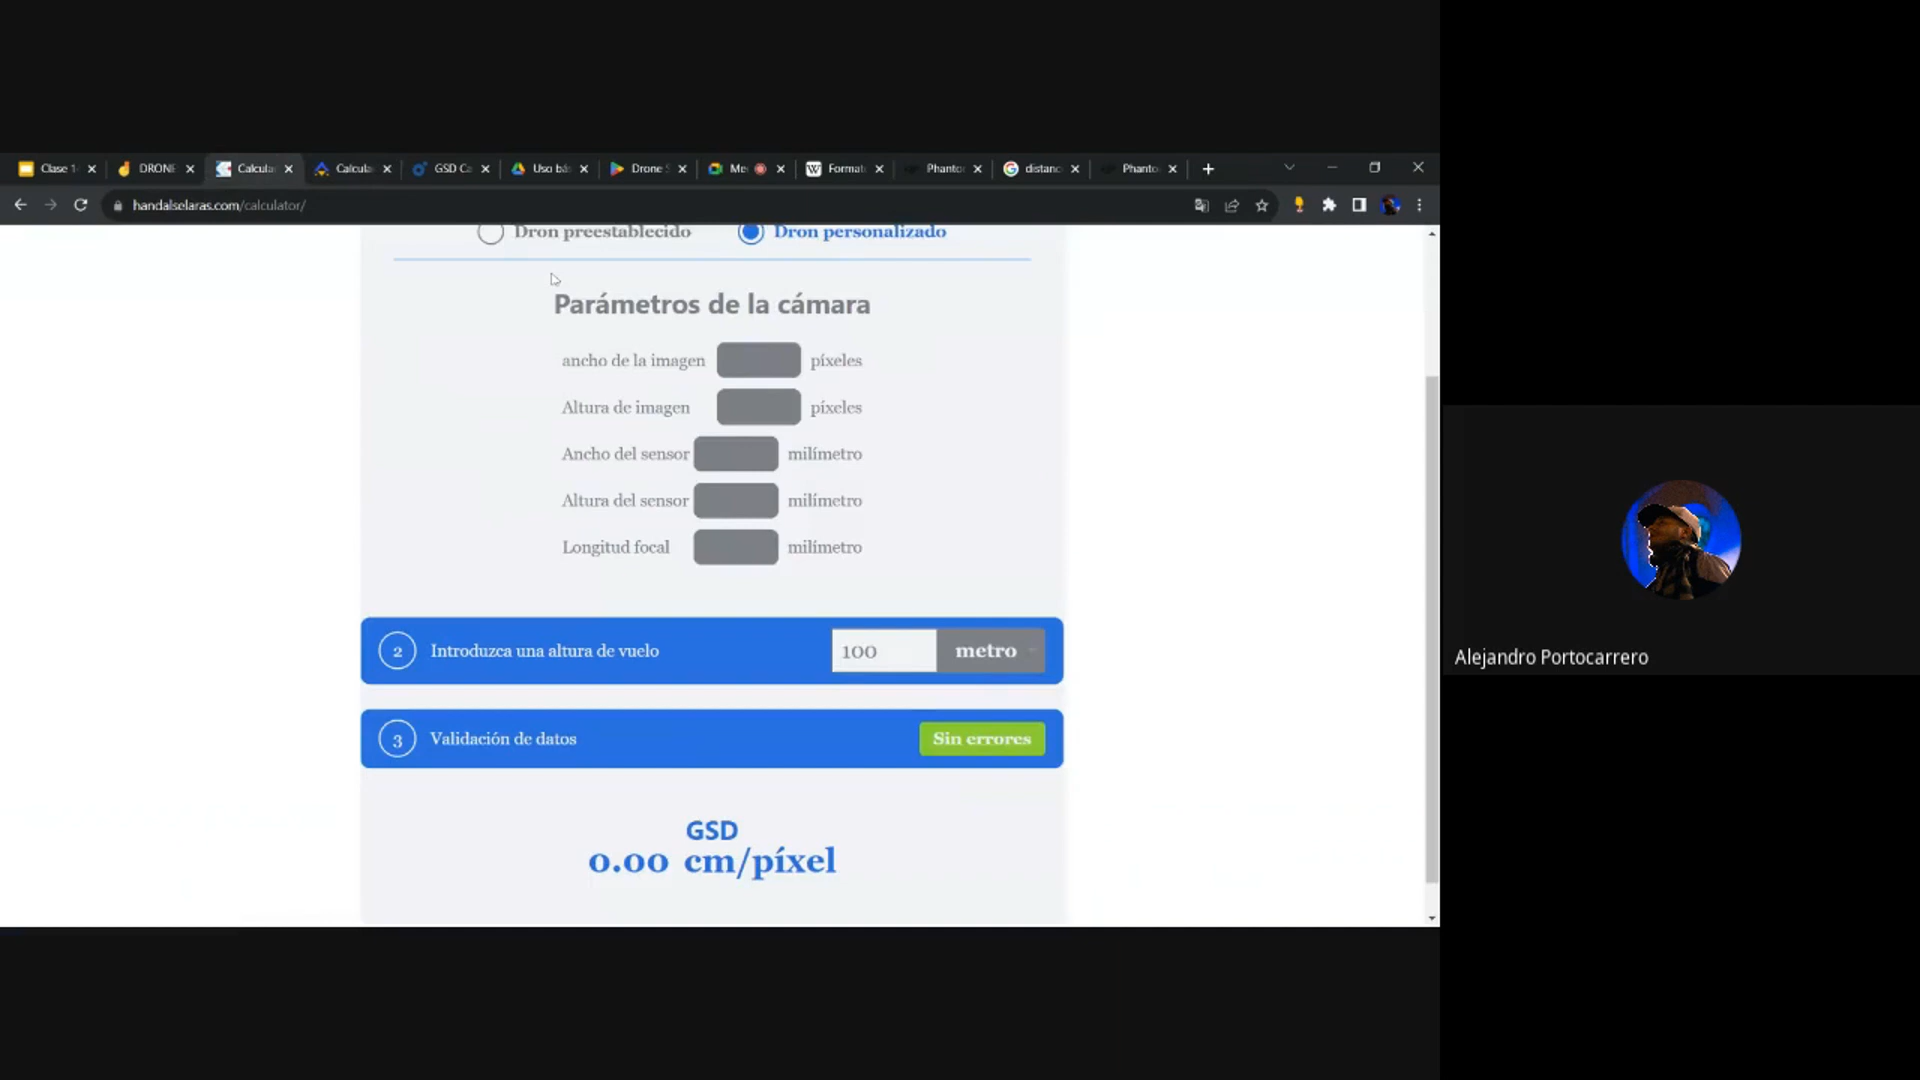 Clase 1
DRONE
Calcula
Calcula
GSD Ca
Uso bás
Drone S
Me
Format
Phanto
distanc
Phanto
handalselaras.com/calculator/
Dron preestablecido
Dron personalizado
Parámetros de la cámara
ancho de la imagen píxeles
Altura de imagen píxeles
Ancho del sensor milímetro
Altura del sensor milímetro
Longitud focal milímetro
2 Introduzca una altura de vuelo 100 metro
3 Validación de datos Sin errores
GSD
0.00 cm/píxel
Alejandro Portocarrero